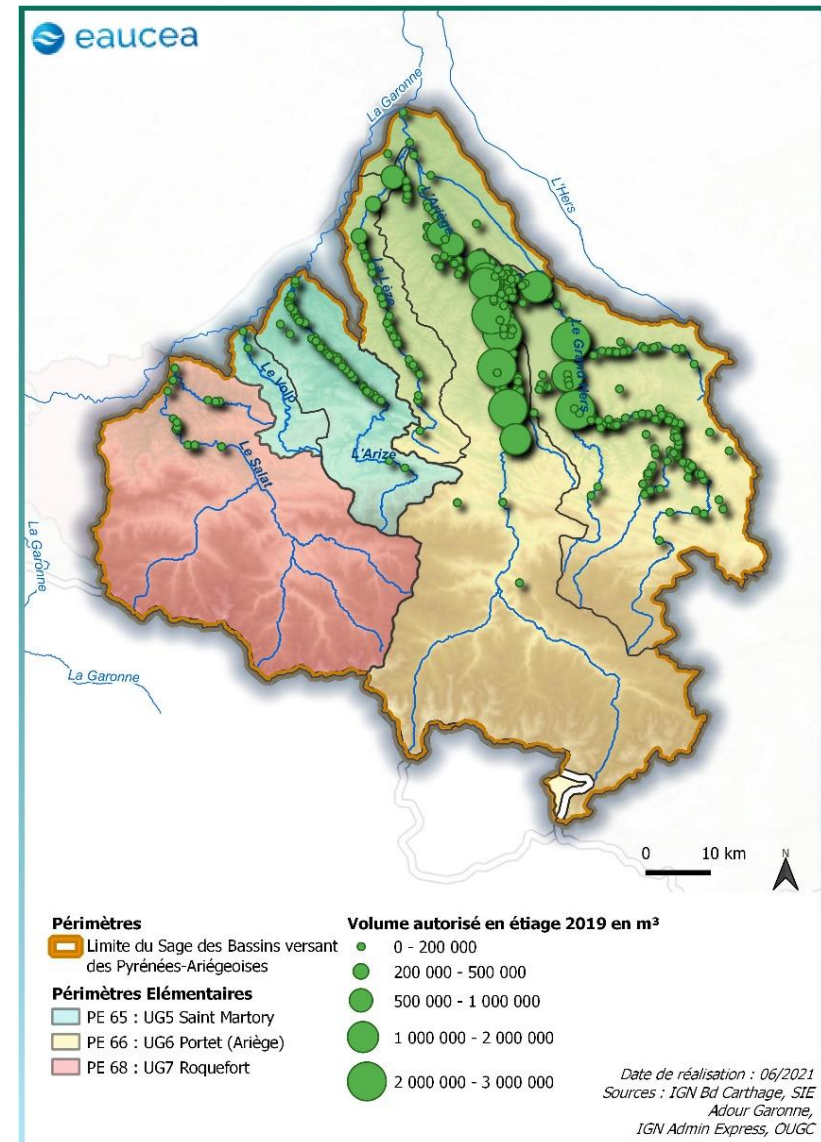 eaucea
La Garonne
L'Hers
L'Ariège
La Lèze
Le Grand Hers
Le Volp
L'Arize
Le Salat
La Garonne
La Garonne
0 10 km
N
Périmètres
Limite du Sage des Bassins versant
des Pyrénées-Ariégeoises
Périmètres Elémentaires
PE 65 : UG5 Saint Martory
PE 66 : UG6 Portet (Ariège)
PE 68 : UG7 Roquefort
Volume autorisé en étiage 2019 en m³
0 - 200 000
200 000 - 500 000
500 000 - 1 000 000
1 000 000 - 2 000 000
2 000 000 - 3 000 000
Date de réalisation : 06/2021
Sources : IGN Bd Carthage, SIE
Adour Garonne,
IGN Admin Express, OUGC